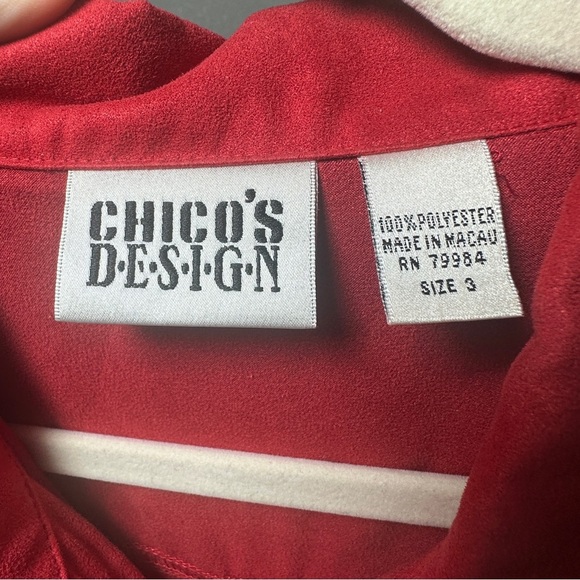 CHICO'S
D·E·S·I·G·N
100% POLYESTER
MADE IN MACAU
RN 79984
SIZE 3